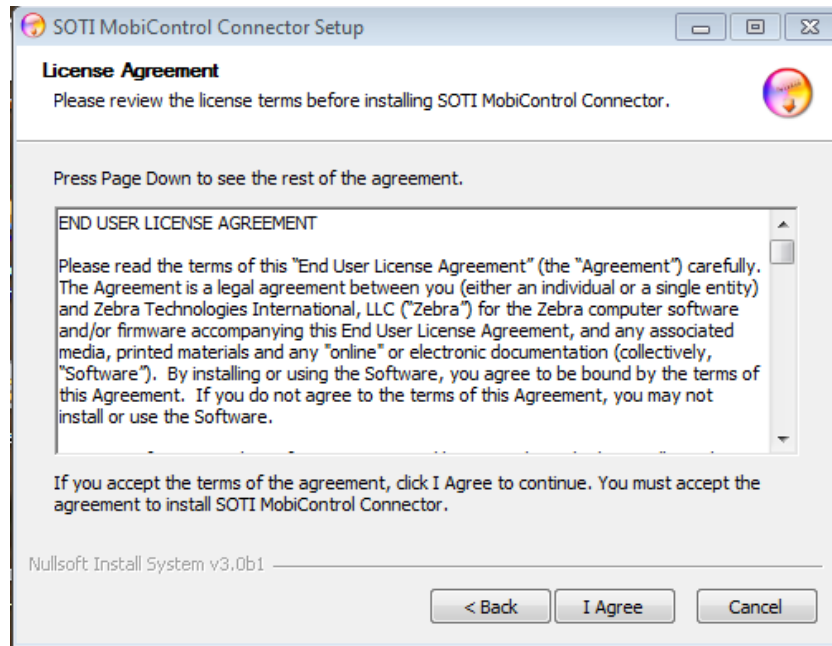 SOTI MobiControl Connector Setup
License Agreement
Please review the license terms before installing SOTI MobiControl Connector.
Press Page Down to see the rest of the agreement.
END USER LICENSE AGREEMENT
Please read the terms of this “End User License Agreement” (the “Agreement”) carefully.
The Agreement is a legal agreement between you (either an individual or a single entity)
and Zebra Technologies International, LLC (“Zebra”) for the Zebra computer software
and/or firmware accompanying this End User License Agreement, and any associated
media, printed materials and any "online" or electronic documentation (collectively,
“Software”).  By installing or using the Software, you agree to be bound by the terms of
this Agreement.  If you do not agree to the terms of this Agreement, you may not
install or use the Software.
If you accept the terms of the agreement, click I Agree to continue. You must accept the
agreement to install SOTI MobiControl Connector.
Nullsoft Install System v3.0b1
< Back I Agree Cancel